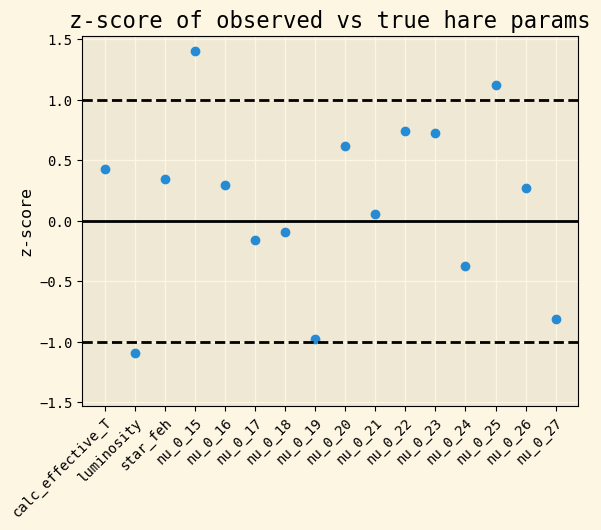 z-score of observed vs true hare params
z-score
1.5
1.0
0.5
0.0
−0.5
−1.0
−1.5
calc_effective_T
luminosity
star_feh
nu_0_15
nu_0_16
nu_0_17
nu_0_18
nu_0_19
nu_0_20
nu_0_21
nu_0_22
nu_0_23
nu_0_24
nu_0_25
nu_0_26
nu_0_27